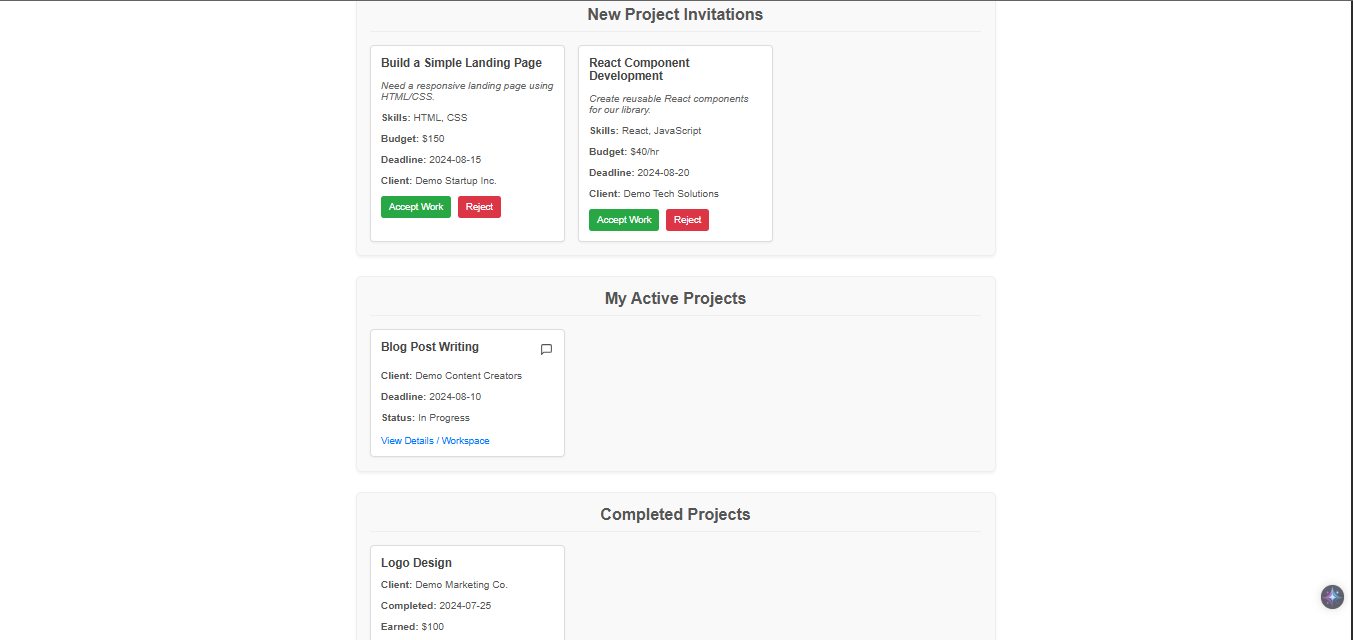 New Project Invitations
Build a Simple Landing Page
Need a responsive landing page using
HTML/CSS.
Skills: HTML, CSS
Budget: $150
Deadline: 2024-08-15
Client: Demo Startup Inc.
Accept Work Reject
React Component
Development
Create reusable React components
for our library.
Skills: React, JavaScript
Budget: $40/hr
Deadline: 2024-08-20
Client: Demo Tech Solutions
Accept Work Reject
My Active Projects
Blog Post Writing
Client: Demo Content Creators
Deadline: 2024-08-10
Status: In Progress
View Details / Workspace
Completed Projects
Logo Design
Client: Demo Marketing Co.
Completed: 2024-07-25
Earned: $100